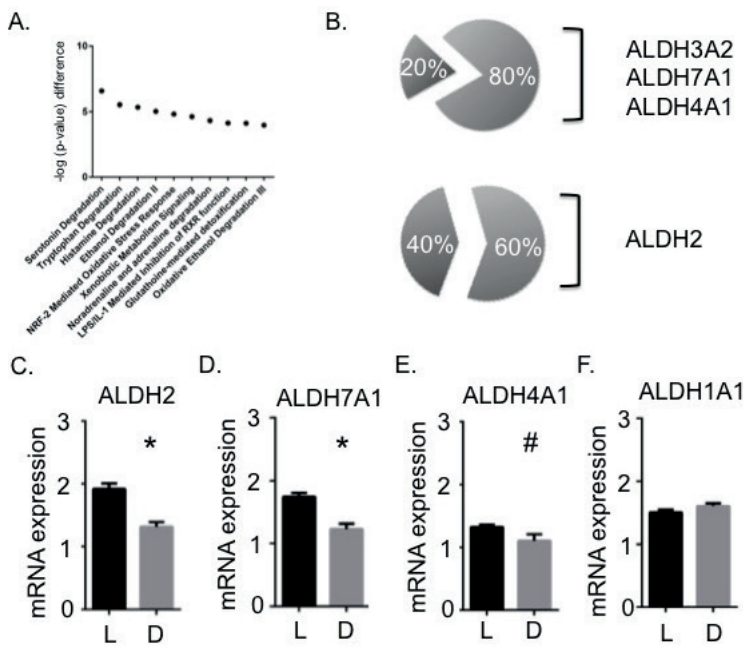 A.
-log (p-value) difference
10
5
0
Serotonin Degradation
Tryptophan Degradation
Histamine Degradation
Ethanol Degradation II
NRF-2 Mediated Oxidative Stress Response
Xenobiotic Metabolism Signaling
Noradrenaline and adrenaline degradation
LPS/IL-1 Mediated Inhibition of RXR function
Glutathoine-mediated detoxification
Oxidative Ethanol Degradation III
B.
20%
80%
ALDH3A2
ALDH7A1
ALDH4A1
40%
60%
ALDH2
C.
ALDH2
mRNA expression
3
2
1
0
*
L D
D.
ALDH7A1
mRNA expression
3
2
1
0
*
L D
E.
ALDH4A1
mRNA expression
3
2
1
0
#
L D
F.
ALDH1A1
mRNA expression
3
2
1
0
L D